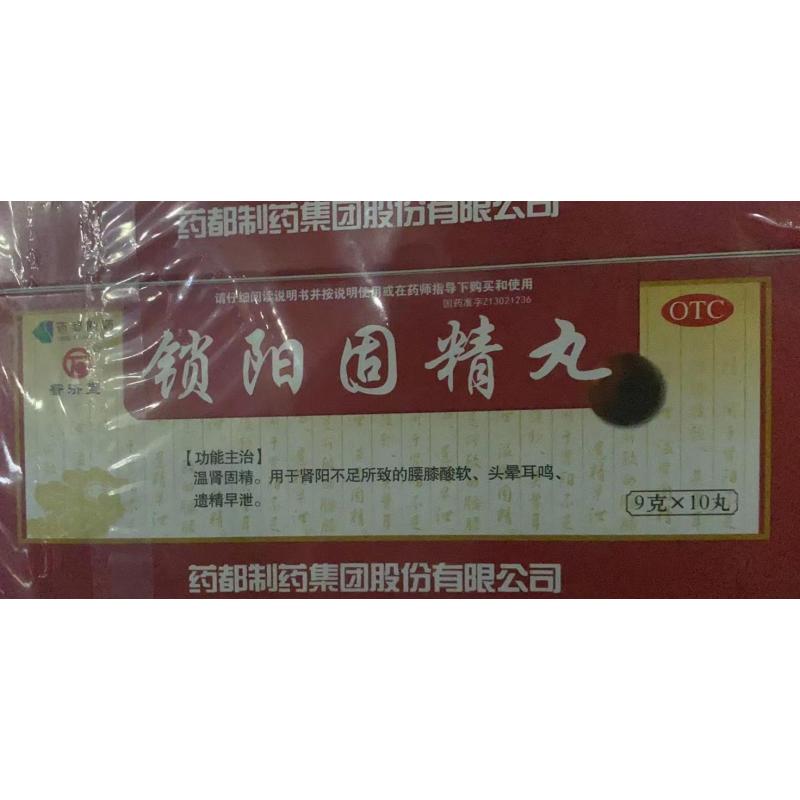 药都制药集团股份有限公司
请仔细阅读说明书并按说明使用或在药师指导下购买和使用
国药准字Z13021236
OTC
锁阳固精丸
【功能主治】
温肾固精。用于肾阳不足所致的腰膝酸软、头晕耳鸣、
遗精早泄。
9克×10丸
药都制药集团股份有限公司